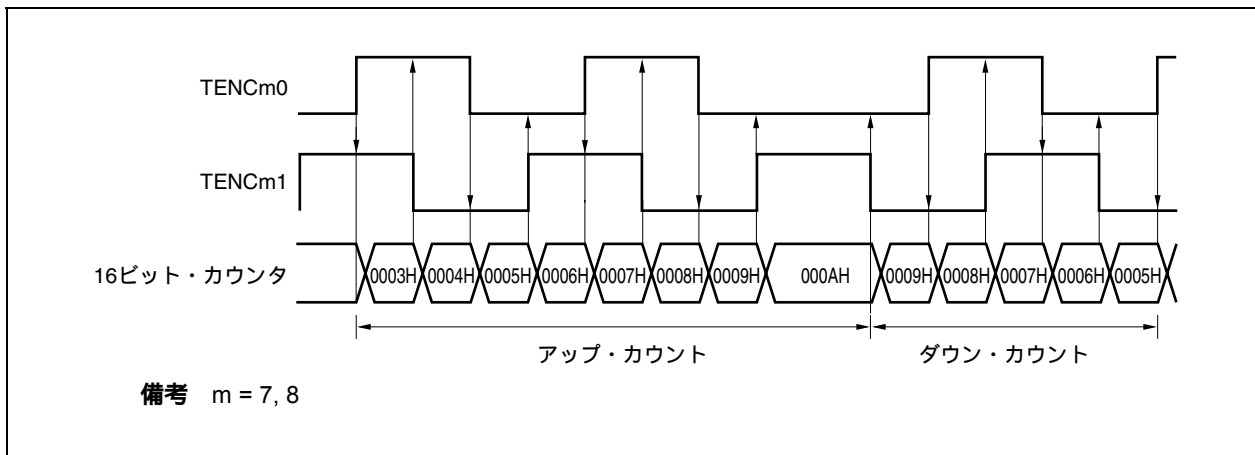 TENCm0
TENCm1
16ビット・カウンタ 0003H 0004H 0005H 0006H 0007H 0008H 0009H 000AH 0009H 0008H 0007H 0006H 0005H
アップ・カウント ダウン・カウント
備考 m = 7, 8